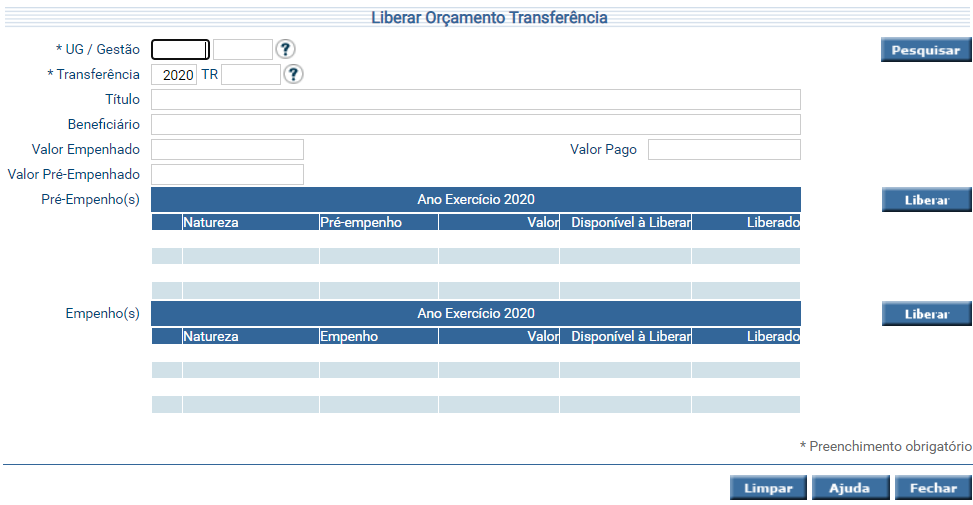 Liberar Orçamento Transferência
* UG / Gestão ? Pesquisar
* Transferência 2020 TR ?
Título
Beneficiário
Valor Empenhado Valor Pago
Valor Pré-Empenhado
Pré-Empenho(s) Ano Exercício 2020 Liberar
Natureza Pré-empenho Valor Disponível à Liberar Liberado
Empenho(s) Ano Exercício 2020 Liberar
Natureza Empenho Valor Disponível à Liberar Liberado
* Preenchimento obrigatório
Limpar Ajuda Fechar